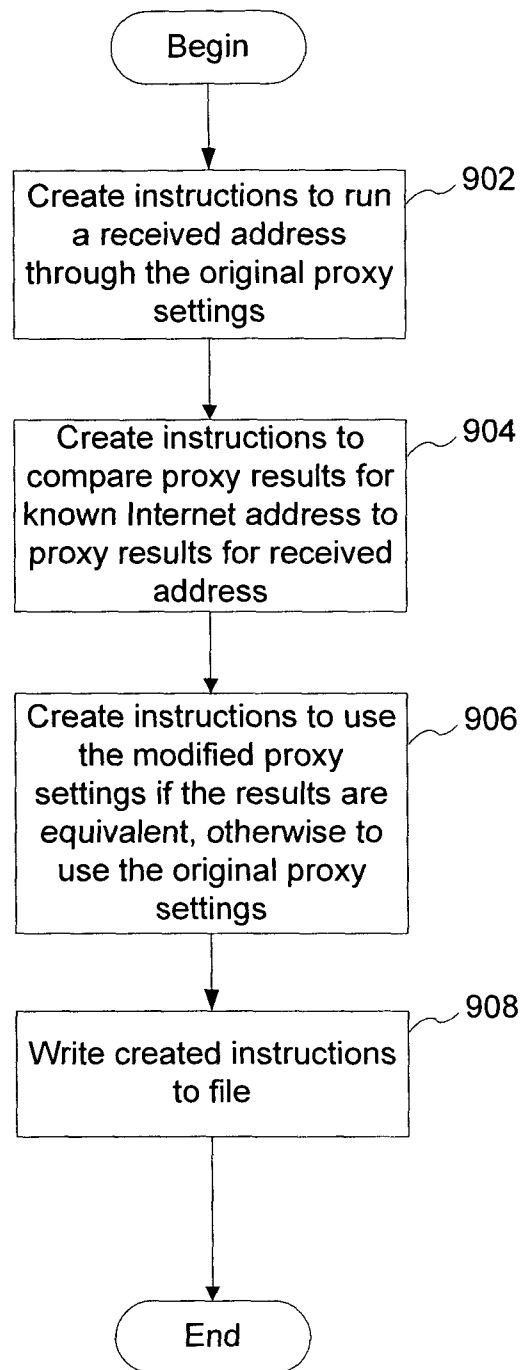 Begin
902
Create instructions to run
a received address
through the original proxy
settings
904
Create instructions to
compare proxy results for
known Internet address to
proxy results for received
address
906
Create instructions to use
the modified proxy
settings if the results are
equivalent, otherwise to
use the original proxy
settings
908
Write created instructions
to file
End